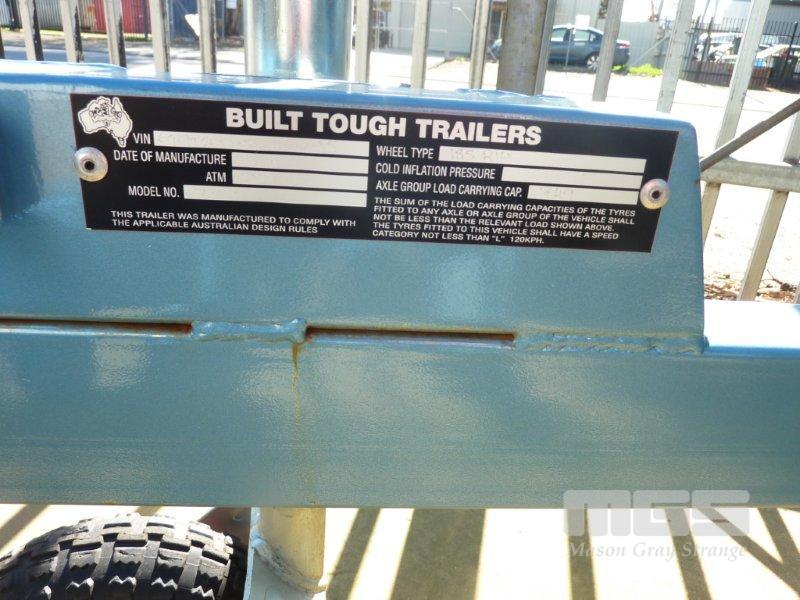 BUILT TOUGH TRAILERS
VIN
DATE OF MANUFACTURE
ATM
MODEL NO.
THIS TRAILER WAS MANUFACTURED TO COMPLY WITH
THE APPLICABLE AUSTRALIAN DESIGN RULES
WHEEL TYPE
COLD INFLATION PRESSURE
AXLE GROUP LOAD CARRYING CAP.
THE SUM OF THE LOAD CARRYING CAPACITIES OF THE TYRES
FITTED TO ANY AXLE OR AXLE GROUP OF THE VEHICLE SHALL
NOT BE LESS THAN THE RELEVANT LOAD SHOWN ABOVE.
THE TYRES FITTED TO THIS VEHICLE SHALL HAVE A SPEED
CATEGORY NOT LESS THAN "L" 120KPH.
MGS
Mason Gray Strange